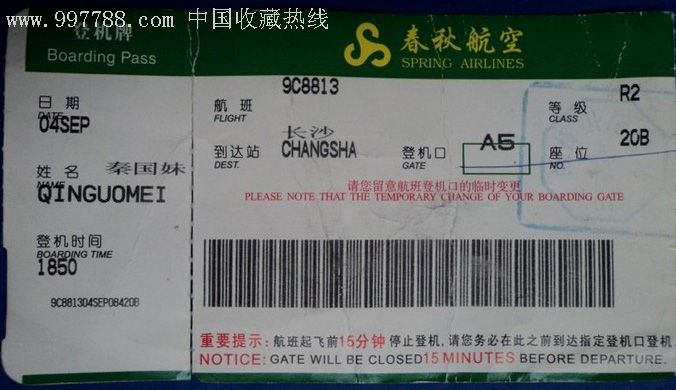 www.997788.com 中国收藏热线
登机牌
Boarding Pass
春秋航空
SPRING AIRLINES
日期
DATE
04SEP
姓名 秦国妹
NAME
QINGUOMEI
登机时间
BOARDING TIME
1850
9C881304SEP08420B
航班 9C8813
FLIGHT
等级 R2
CLASS
到达站 长沙
DEST. CHANGSHA
登机口 A5
GATE
座位 20B
NO.
请您留意航班登机口的临时变更
PLEASE NOTE THAT THE TEMPORARY CHANGE OF YOUR BOARDING GATE
重要提示: 航班起飞前15分钟停止登机,请您务必在此之前到达指定登机口登机
NOTICE: GATE WILL BE CLOSED 15 MINUTES BEFORE DEPARTURE.